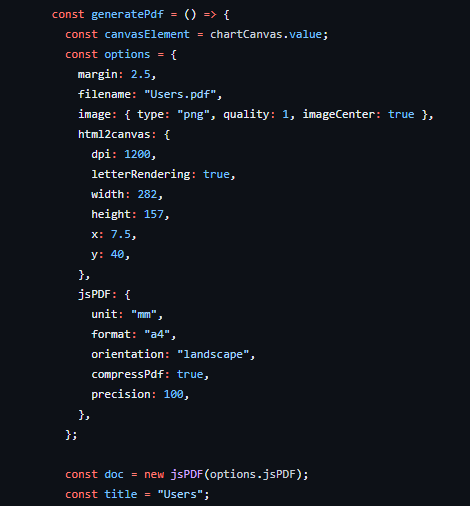 const generatePdf = () => {
const canvasElement = chartCanvas.value;
const options = {
margin: 2.5,
filename: "Users.pdf",
image: { type: "png", quality: 1, imageCenter: true },
html2canvas: {
dpi: 1200,
letterRendering: true,
width: 282,
height: 157,
x: 7.5,
y: 40,
},
jsPDF: {
unit: "mm",
format: "a4",
orientation: "landscape",
compressPdf: true,
precision: 100,
},
};
const doc = new jsPDF(options.jsPDF);
const title = "Users";